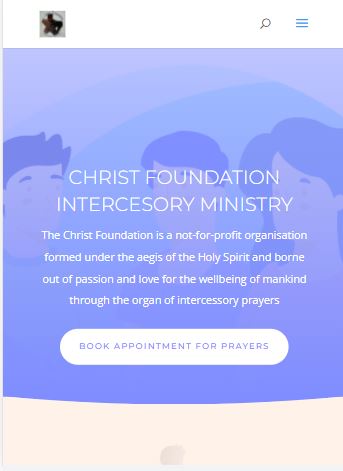 CHRIST FOUNDATION
INTERCESORY MINISTRY
The Christ Foundation is a not-for-profit organisation
formed under the aegis of the Holy Spirit and borne
out of passion and love for the wellbeing of mankind
through the organ of intercessory prayers
BOOK APPOINTMENT FOR PRAYERS